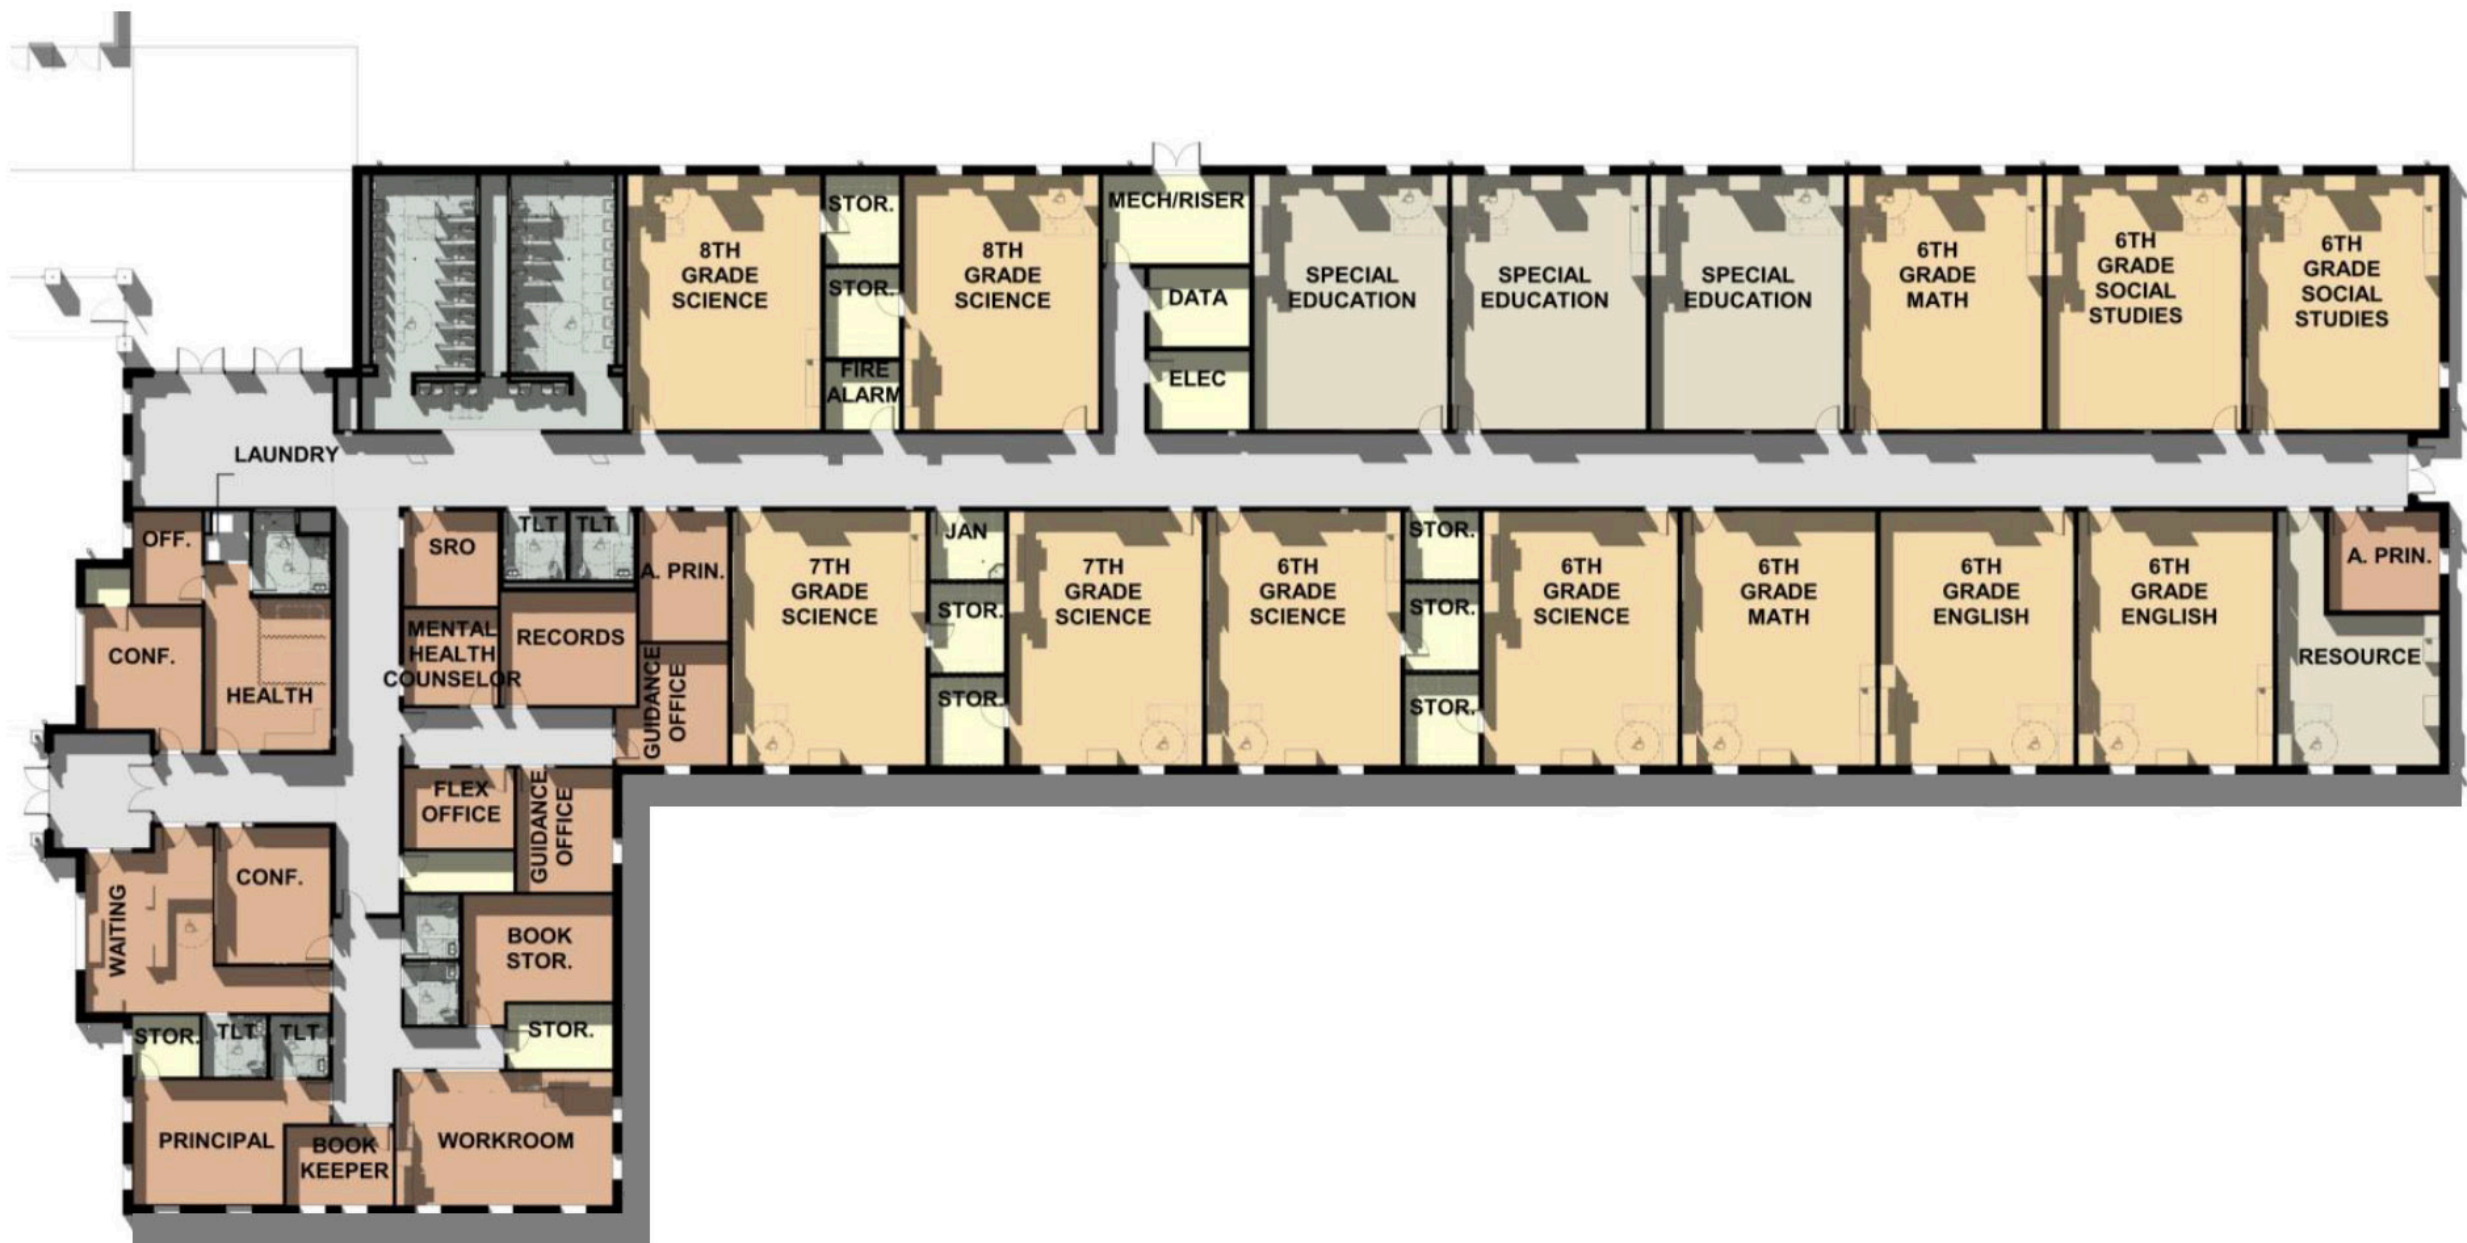 STOR.
MECH/RISER
8TH
GRADE
SCIENCE
8TH
GRADE
SCIENCE
STOR.
DATA
SPECIAL
EDUCATION
SPECIAL
EDUCATION
SPECIAL
EDUCATION
6TH
GRADE
MATH
6TH
GRADE
SOCIAL
STUDIES
6TH
GRADE
SOCIAL
STUDIES
FIRE
ALARM
ELEC
LAUNDRY
OFF.
SRO
TLT
TLT
A. PRIN.
7TH
GRADE
SCIENCE
JAN
STOR.
STOR.
7TH
GRADE
SCIENCE
6TH
GRADE
SCIENCE
STOR.
STOR.
STOR.
6TH
GRADE
SCIENCE
6TH
GRADE
MATH
6TH
GRADE
ENGLISH
6TH
GRADE
ENGLISH
A. PRIN.
RESOURCE
CONF.
HEALTH
MENTAL
HEALTH
COUNSELOR
RECORDS
GUIDANCE
OFFICE
FLEX
OFFICE
GUIDANCE
OFFICE
WAITING
CONF.
BOOK
STOR.
STOR.
TLT
TLT
STOR.
PRINCIPAL
BOOK
KEEPER
WORKROOM